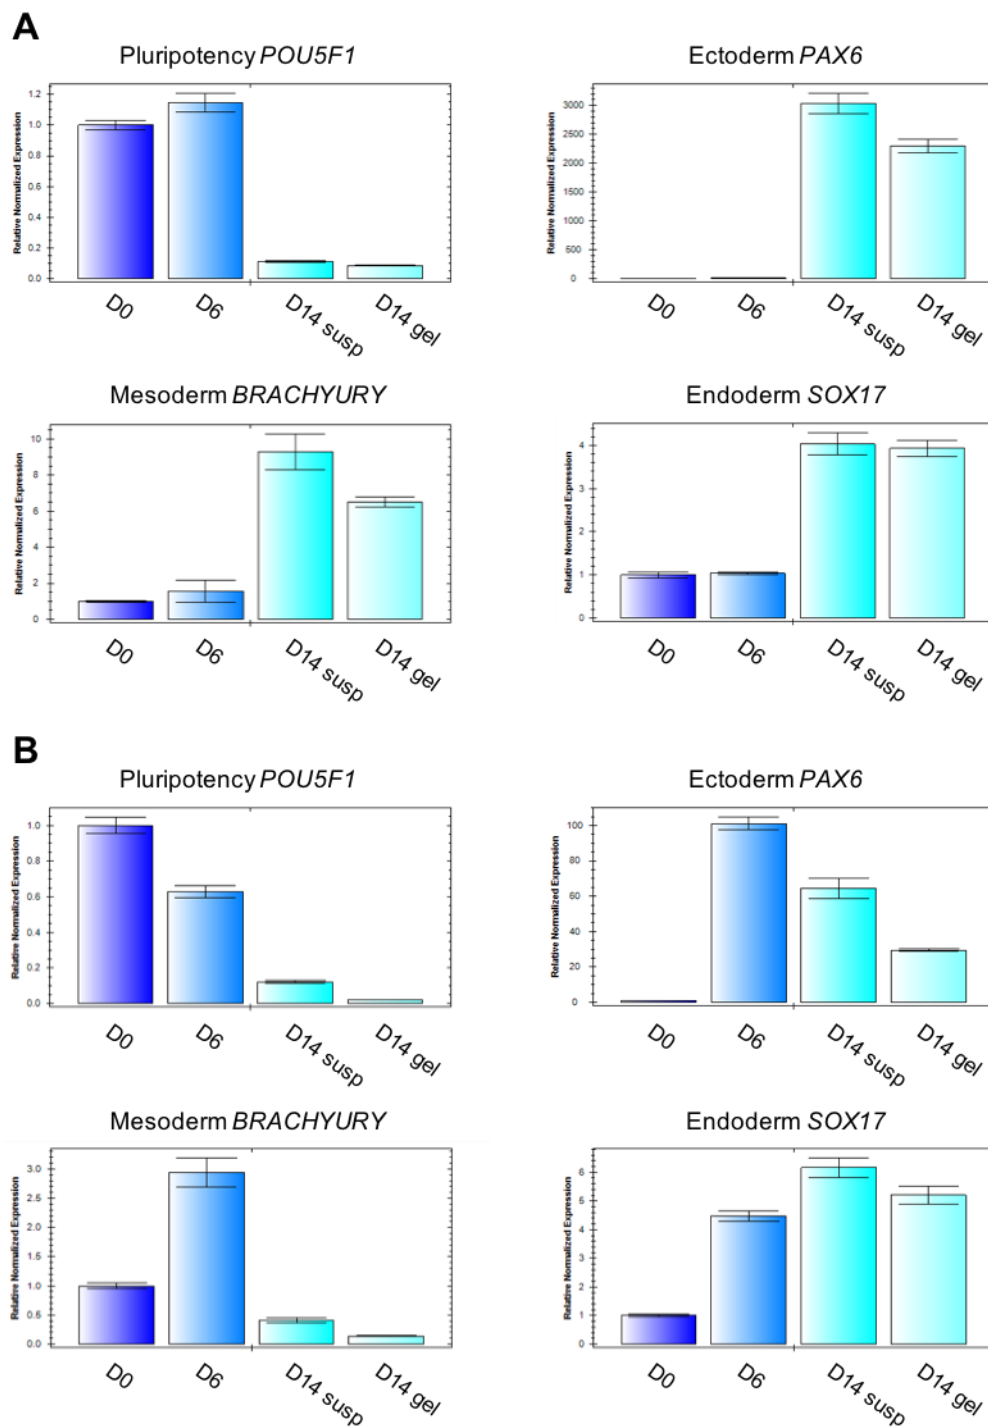 A
Pluripotency POU5F1
Relative Normalized Expression
1.2
1.0
0.8
0.6
0.4
0.2
0.0
D0
D6
D14 susp
D14 gel
Ectoderm PAX6
Relative Normalized Expression
3000
2500
2000
1500
1000
500
0
D0
D6
D14 susp
D14 gel
Mesoderm BRACHYURY
Relative Normalized Expression
10
8
6
4
2
0
D0
D6
D14 susp
D14 gel
Endoderm SOX17
Relative Normalized Expression
4
3
2
1
0
D0
D6
D14 susp
D14 gel
B
Pluripotency POU5F1
Relative Normalized Expression
1.0
0.8
0.6
0.4
0.2
0.0
D0
D6
D14 susp
D14 gel
Ectoderm PAX6
Relative Normalized Expression
100
80
60
40
20
0
D0
D6
D14 susp
D14 gel
Mesoderm BRACHYURY
Relative Normalized Expression
3.0
2.5
2.0
1.5
1.0
0.5
0.0
D0
D6
D14 susp
D14 gel
Endoderm SOX17
Relative Normalized Expression
6
5
4
3
2
1
0
D0
D6
D14 susp
D14 gel